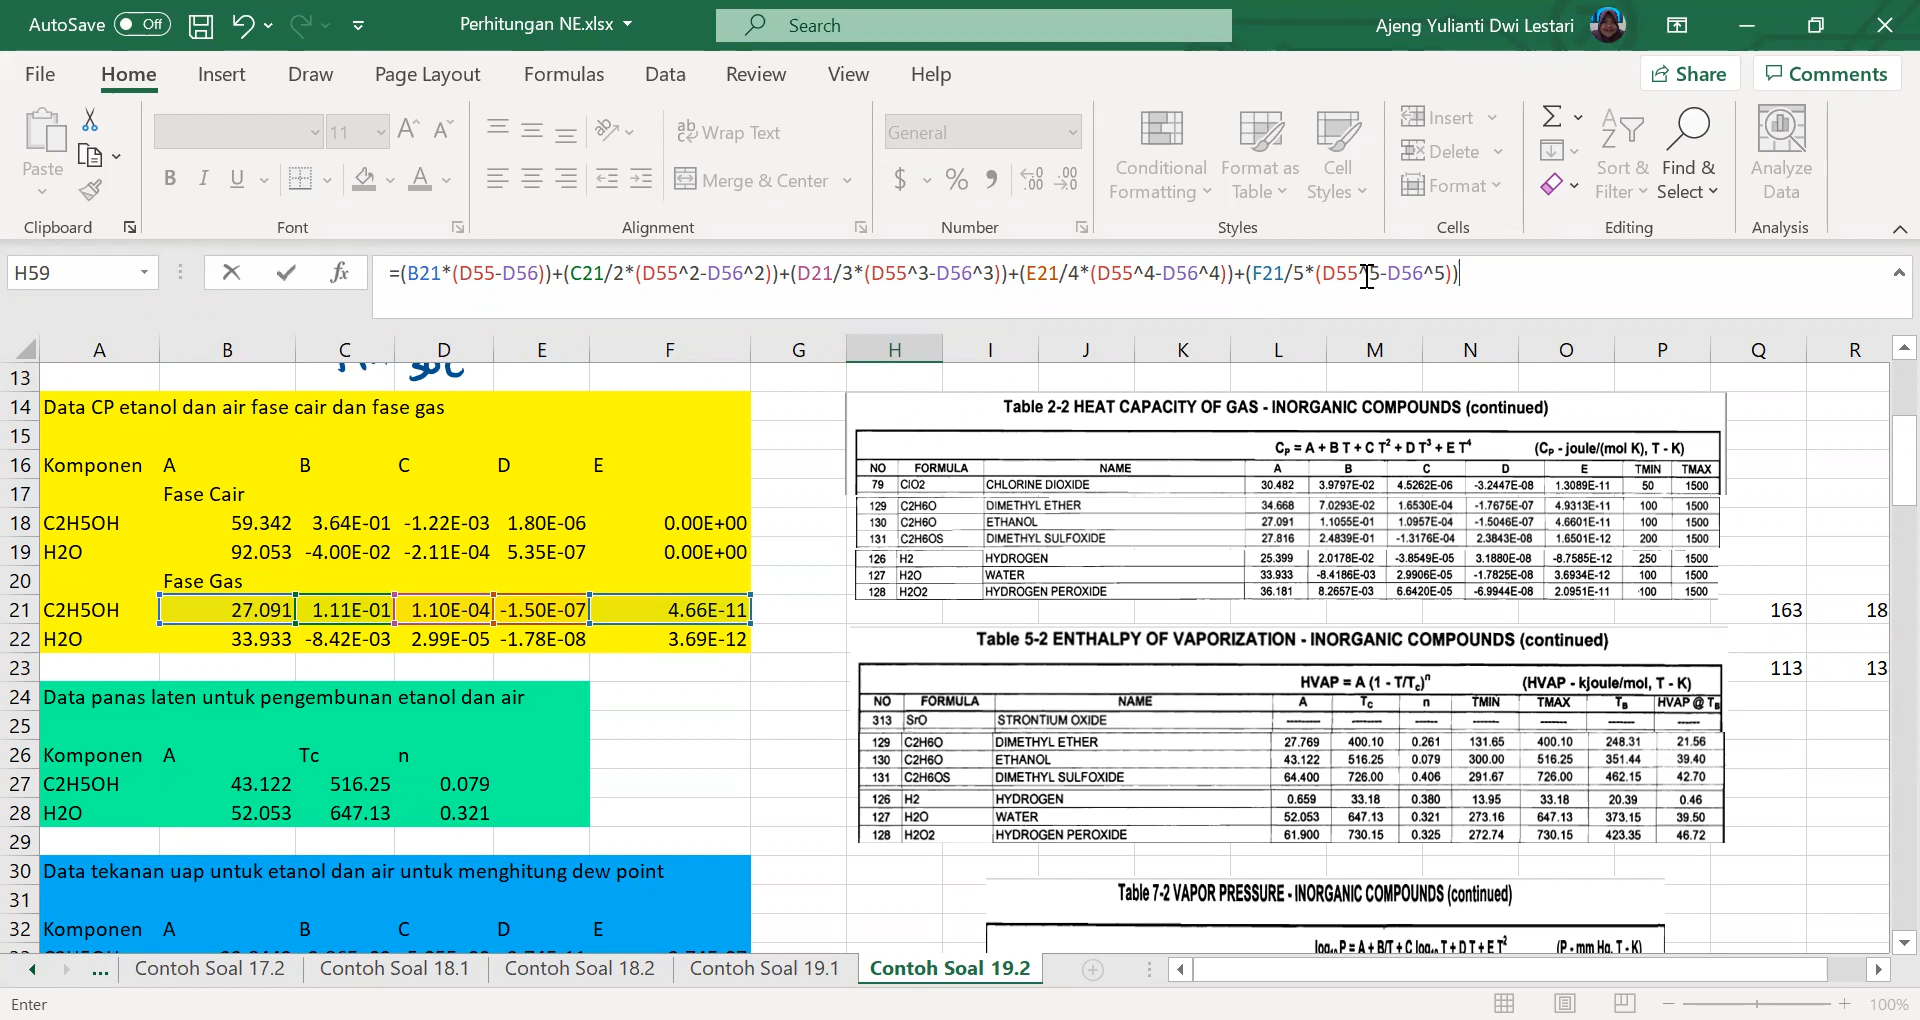 AutoSave Off Perhitungan NE.xlsx Search Ajeng Yulianti Dwi Lestari
File Home Insert Draw Page Layout Formulas Data Review View Help Share Comments
Paste 11 Wrap Text General Conditional Formatting Format as Table Cell Styles Insert Delete Format Sort & Filter Find & Select Analyze Data
B I U A Merge & Center $ % 9 .00
Clipboard Font Alignment Number Styles Cells Editing Analysis
H59 fx =(B21*(D55-D56))+(C21/2*(D55^2-D56^2))+(D21/3*(D55^3-D56^3))+(E21/4*(D55^4-D56^4))+(F21/5*(D55^5-D56^5))
A B C D E F G H I J K L M N O P Q R
13
14 Data CP etanol dan air fase cair dan fase gas
15
16 Komponen A B C D E
17 Fase Cair
18 C2H5OH 59.342 3.64E-01 -1.22E-03 1.80E-06 0.00E+00
19 H2O 92.053 -4.00E-02 -2.11E-04 5.35E-07 0.00E+00
20 Fase Gas
21 C2H5OH 27.091 1.11E-01 1.10E-04 -1.50E-07 4.66E-11 163 18
22 H2O 33.933 -8.42E-03 2.99E-05 -1.78E-08 3.69E-12
23 113 13
24 Data panas laten untuk pengembunan etanol dan air
25
26 Komponen A Tc n
27 C2H5OH 43.122 516.25 0.079
28 H2O 52.053 647.13 0.321
29
30 Data tekanan uap untuk etanol dan air untuk menghitung dew point
31
32 Komponen A B C D E
Table 2-2 HEAT CAPACITY OF GAS - INORGANIC COMPOUNDS (continued)
Cp = A + B T + C T² + D T³ + E T⁴ (Cp - joule/(mol K), T - K)
NO FORMULA NAME A B C D E TMIN TMAX
79 ClO2 CHLORINE DIOXIDE 30.482 3.9797E-02 4.5262E-06 -3.2447E-08 1.3089E-11 50 1500
129 C2H6O DIMETHYL ETHER 34.668 7.0293E-02 1.6530E-04 -1.7675E-07 4.9313E-11 100 1500
130 C2H6O ETHANOL 27.091 1.1055E-01 1.0957E-04 -1.5046E-07 4.6601E-11 100 1500
131 C2H6OS DIMETHYL SULFOXIDE 27.816 2.4839E-01 -1.3176E-04 2.3843E-08 1.6501E-12 200 1500
126 H2 HYDROGEN 25.399 2.0178E-02 -3.8549E-05 3.1880E-08 -8.7585E-12 250 1500
127 H2O WATER 33.933 -8.4186E-03 2.9906E-05 -1.7825E-08 3.6934E-12 100 1500
128 H2O2 HYDROGEN PEROXIDE 36.181 8.2657E-03 6.6420E-05 -6.9944E-08 2.0951E-11 100 1500
Table 5-2 ENTHALPY OF VAPORIZATION - INORGANIC COMPOUNDS (continued)
HVAP = A (1 - T/Tc)ⁿ (HVAP - kjoule/mol, T - K)
NO FORMULA NAME A Tc n TMIN TMAX TB HVAP @ TB
313 SrO STRONTIUM OXIDE -------- -------- ------ -------- -------- -------- ------
129 C2H6O DIMETHYL ETHER 27.769 400.10 0.261 131.65 400.10 248.31 21.56
130 C2H6O ETHANOL 43.122 516.25 0.079 300.00 516.25 351.44 39.40
131 C2H6OS DIMETHYL SULFOXIDE 64.400 726.00 0.406 291.67 726.00 462.15 42.70
126 H2 HYDROGEN 0.659 33.18 0.380 13.95 33.18 20.39 0.46
127 H2O WATER 52.053 647.13 0.321 273.16 647.13 373.15 39.50
128 H2O2 HYDROGEN PEROXIDE 61.900 730.15 0.325 272.74 730.15 423.35 46.72
Table 7-2 VAPOR PRESSURE - INORGANIC COMPOUNDS (continued)
log₁₀ P = A + B/T + C log₁₀ T + D T + E T² (P - mm Hg, T - K)
... Contoh Soal 17.2 Contoh Soal 18.1 Contoh Soal 18.2 Contoh Soal 19.1 Contoh Soal 19.2
Enter 100%